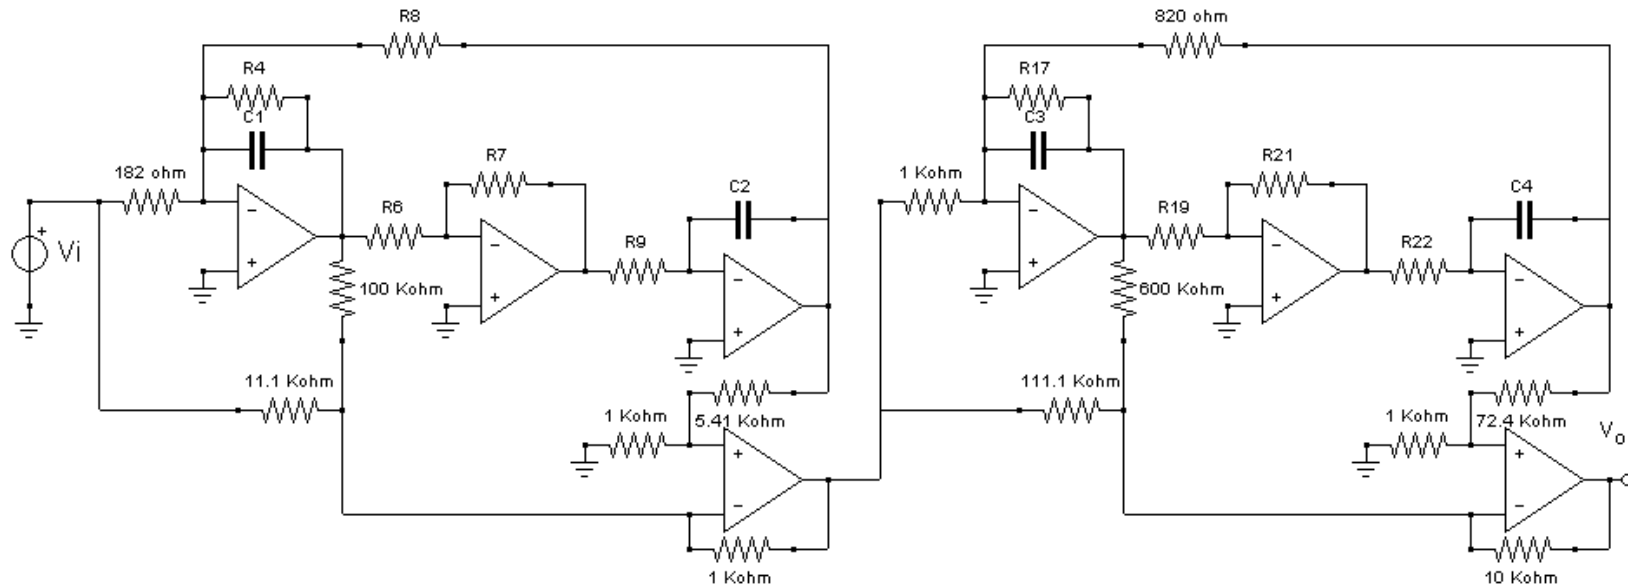 R8
820 ohm
R4
R17
C1
C3
182 ohm
R7
1 Kohm
R21
C2
C4
-
R6
-
R19
-
+
Vi
R9
-
R22
-
+
100 Kohm
+
+
600 Kohm
+
+
+
11.1 Kohm
111.1 Kohm
1 Kohm
5.41 Kohm
1 Kohm
72.4 Kohm
Vo
+
+
-
-
1 Kohm
10 Kohm